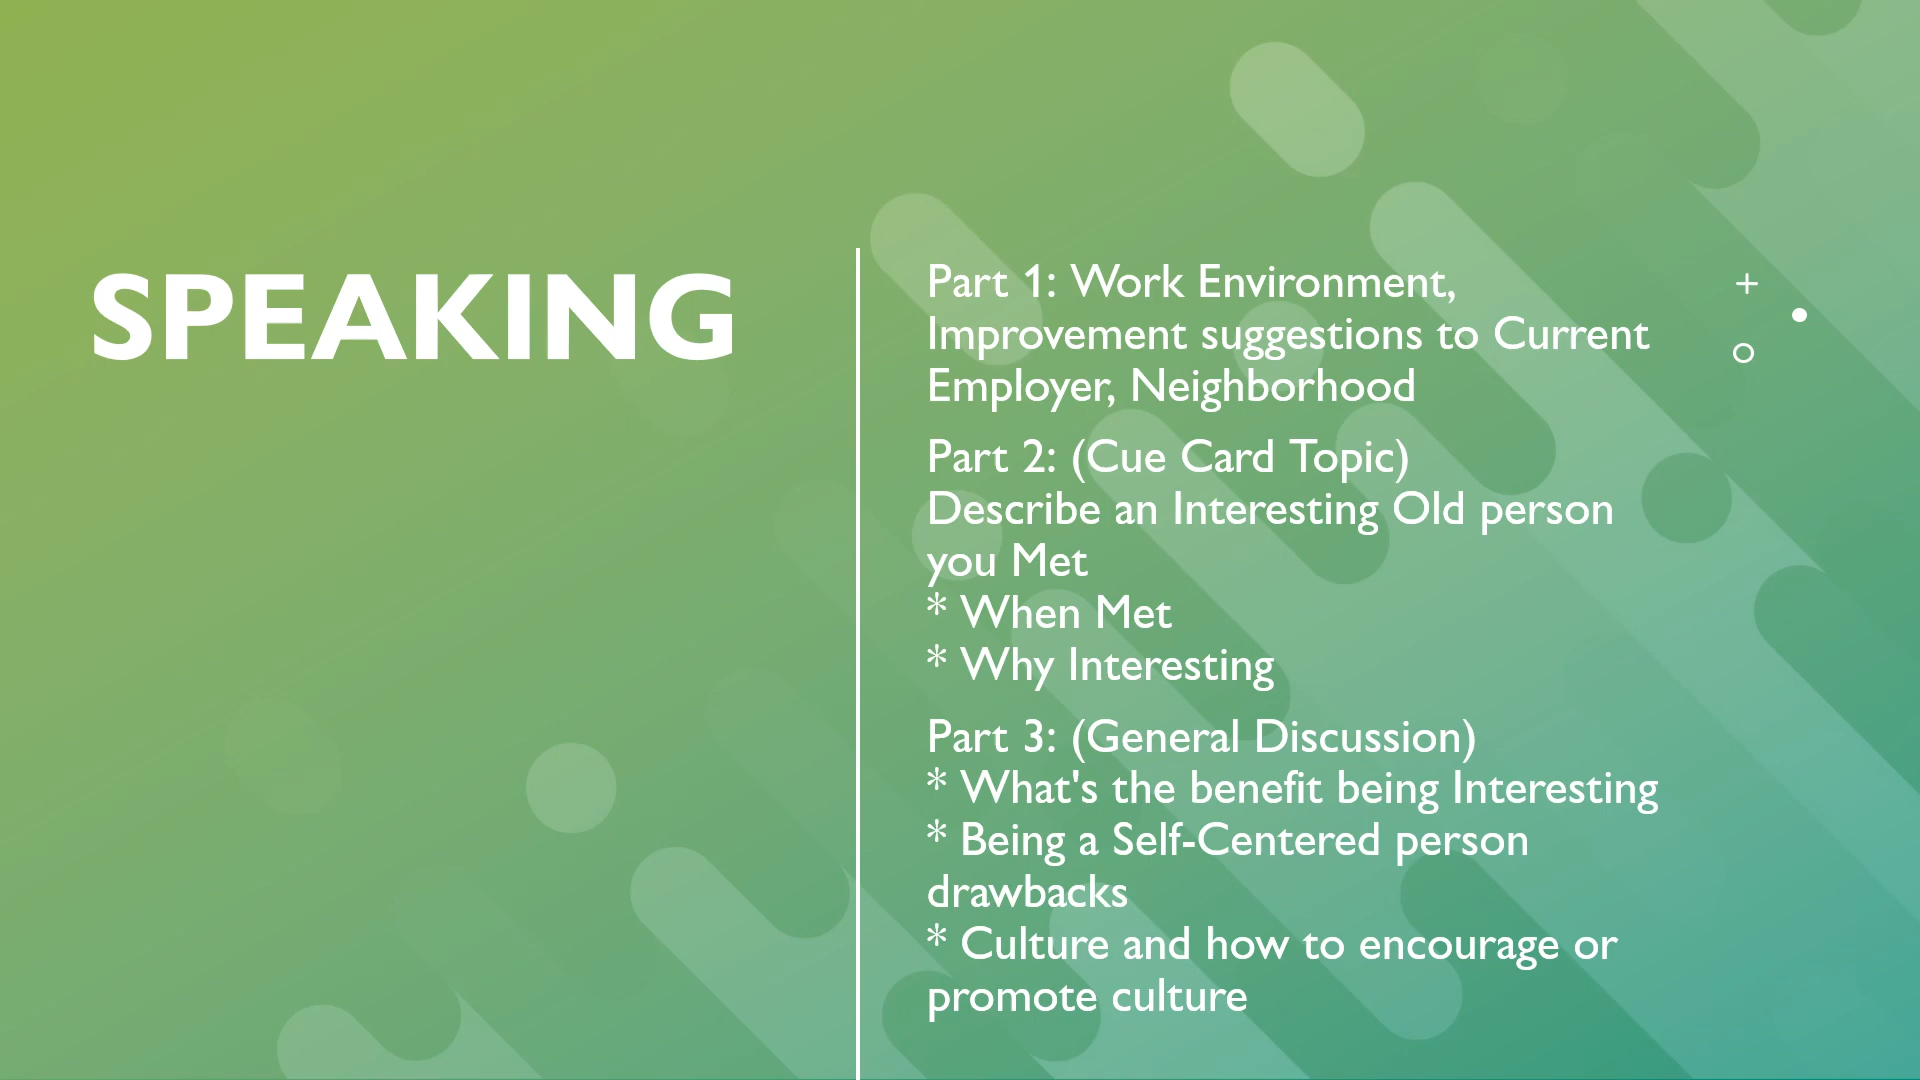 SPEAKING
Part 1: Work Environment,
Improvement suggestions to Current
Employer, Neighborhood
Part 2: (Cue Card Topic)
Describe an Interesting Old person
you Met
* When Met
* Why Interesting
Part 3: (General Discussion)
* What's the benefit being Interesting
* Being a Self-Centered person
drawbacks
* Culture and how to encourage or
promote culture